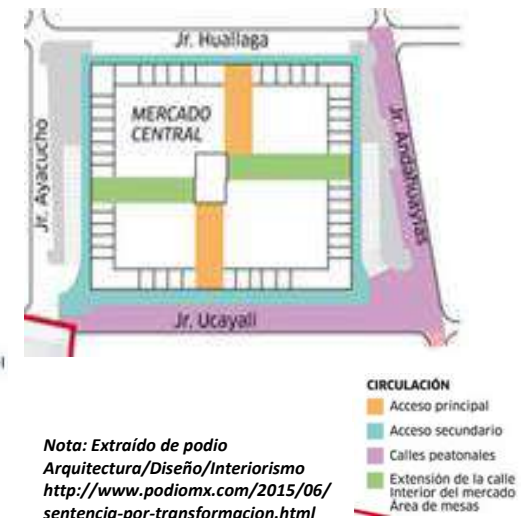 Jr. Huallaga
MERCADO
CENTRAL
Jr. Ayacucho
Jr. Andahuaylas
Jr. Ucayali
CIRCULACIÓN
Acceso principal
Acceso secundario
Calles peatonales
Extensión de la calle
Interior del mercado
Área de mesas
Nota: Extraído de podio
Arquitectura/Diseño/Interiorismo
http://www.podiomx.com/2015/06/
sentencia-por-transformacion.html